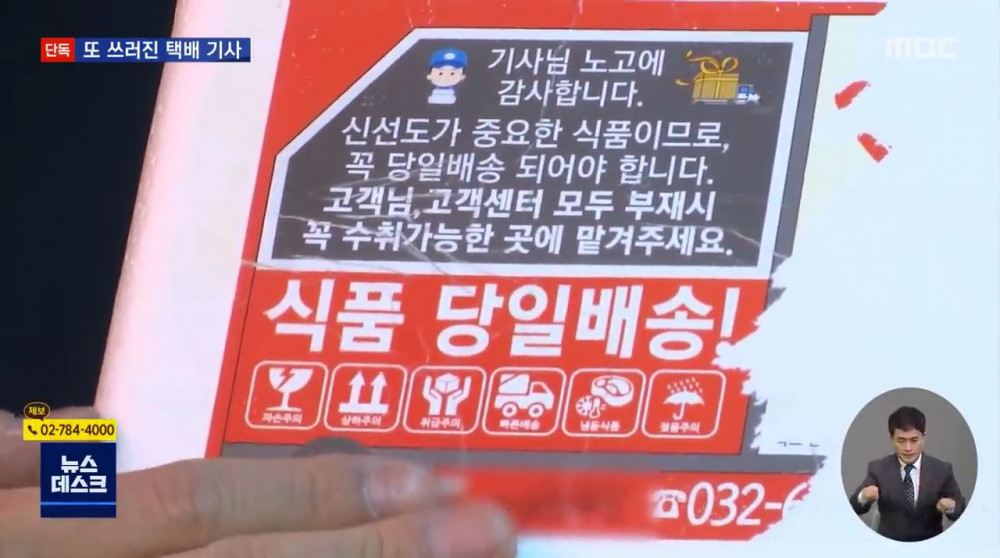 단독 또 쓰러진 택배 기사
MBC
기사님 노고에
감사합니다.
신선도가 중요한 식품이므로,
꼭 당일배송 되어야 합니다.
고객님,고객센터 모두 부재시
꼭 수취가능한 곳에 맡겨주세요.
식품 당일배송!
파손주의 상하주의 취급주의 빠른배송 냉동식품 젖음주의
제보
02-784-4000
뉴스
데스크
☎032-6